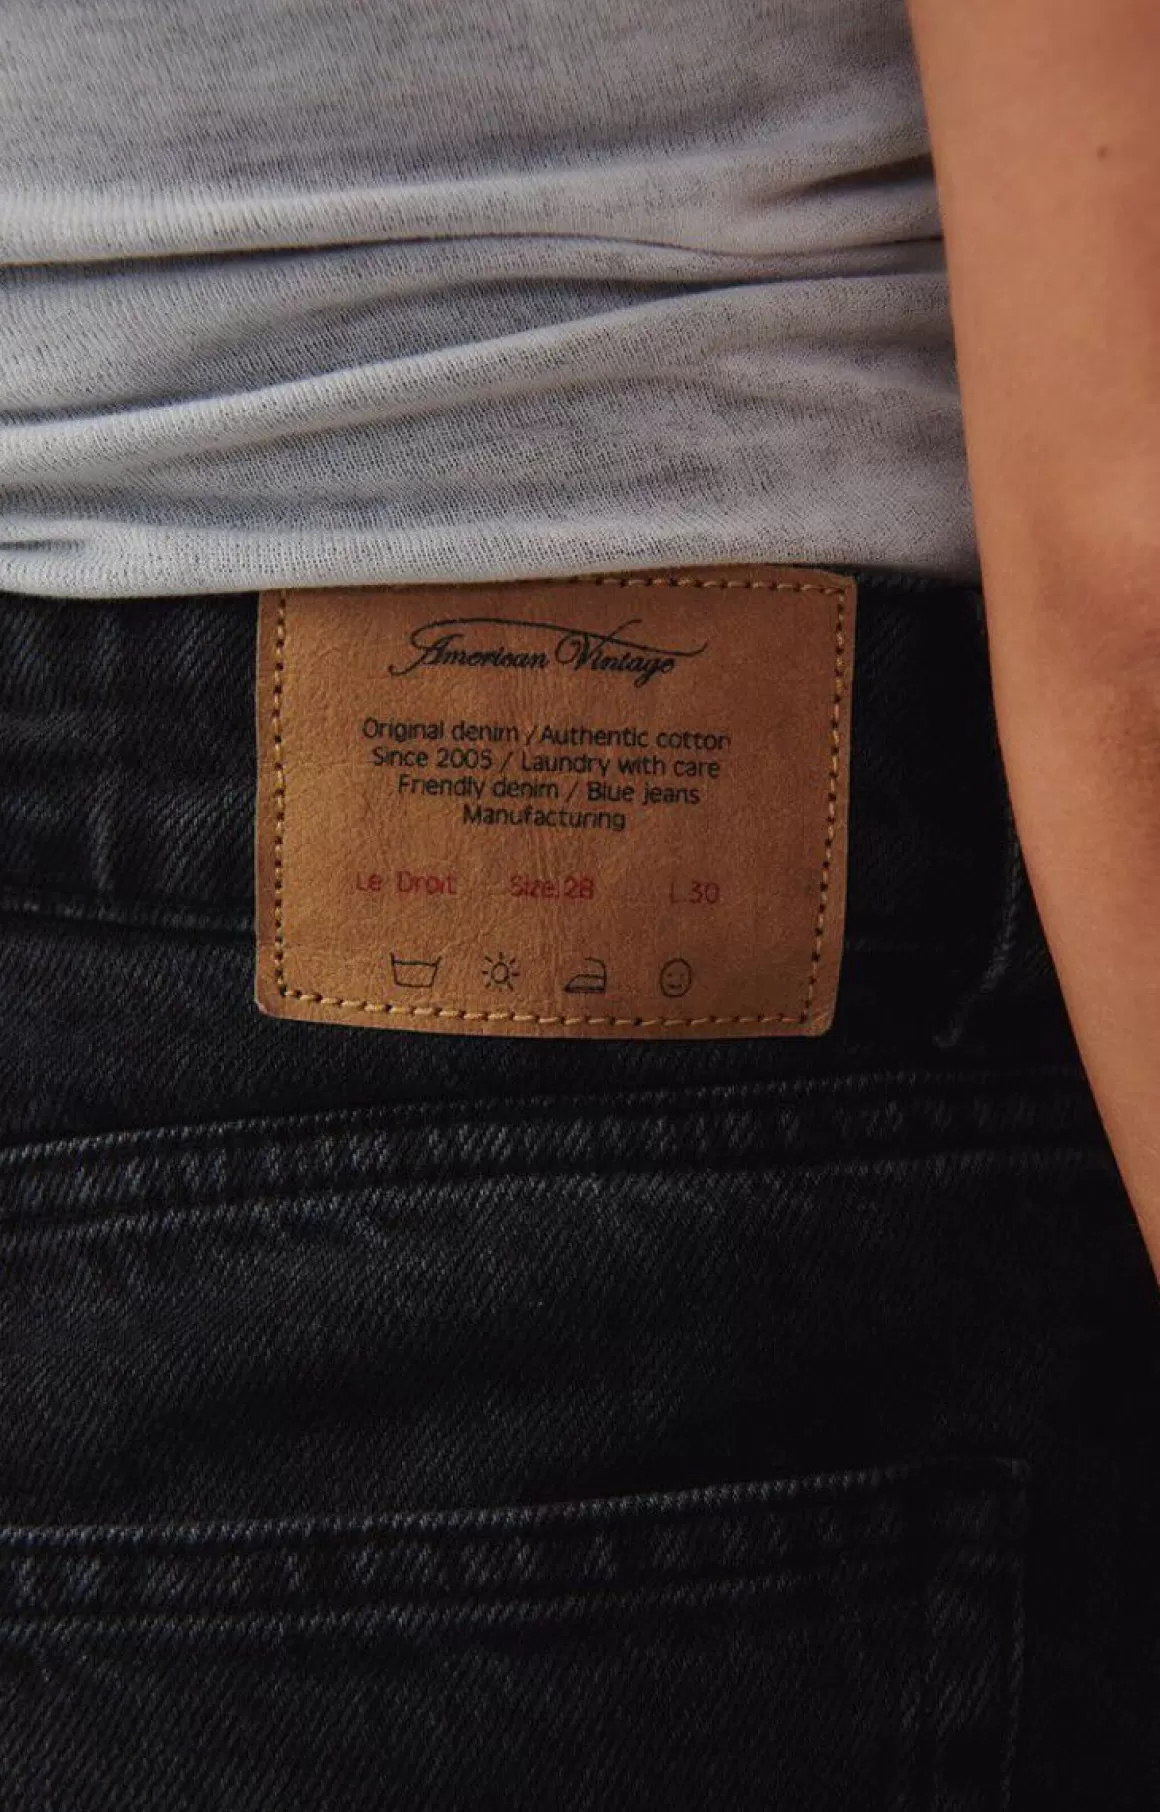 American Vintage
Original denim / Authentic cotton
Since 2005 / Laundry with care
Friendly denim / Blue jeans
Manufacturing
Le Droit Size.28 L.30